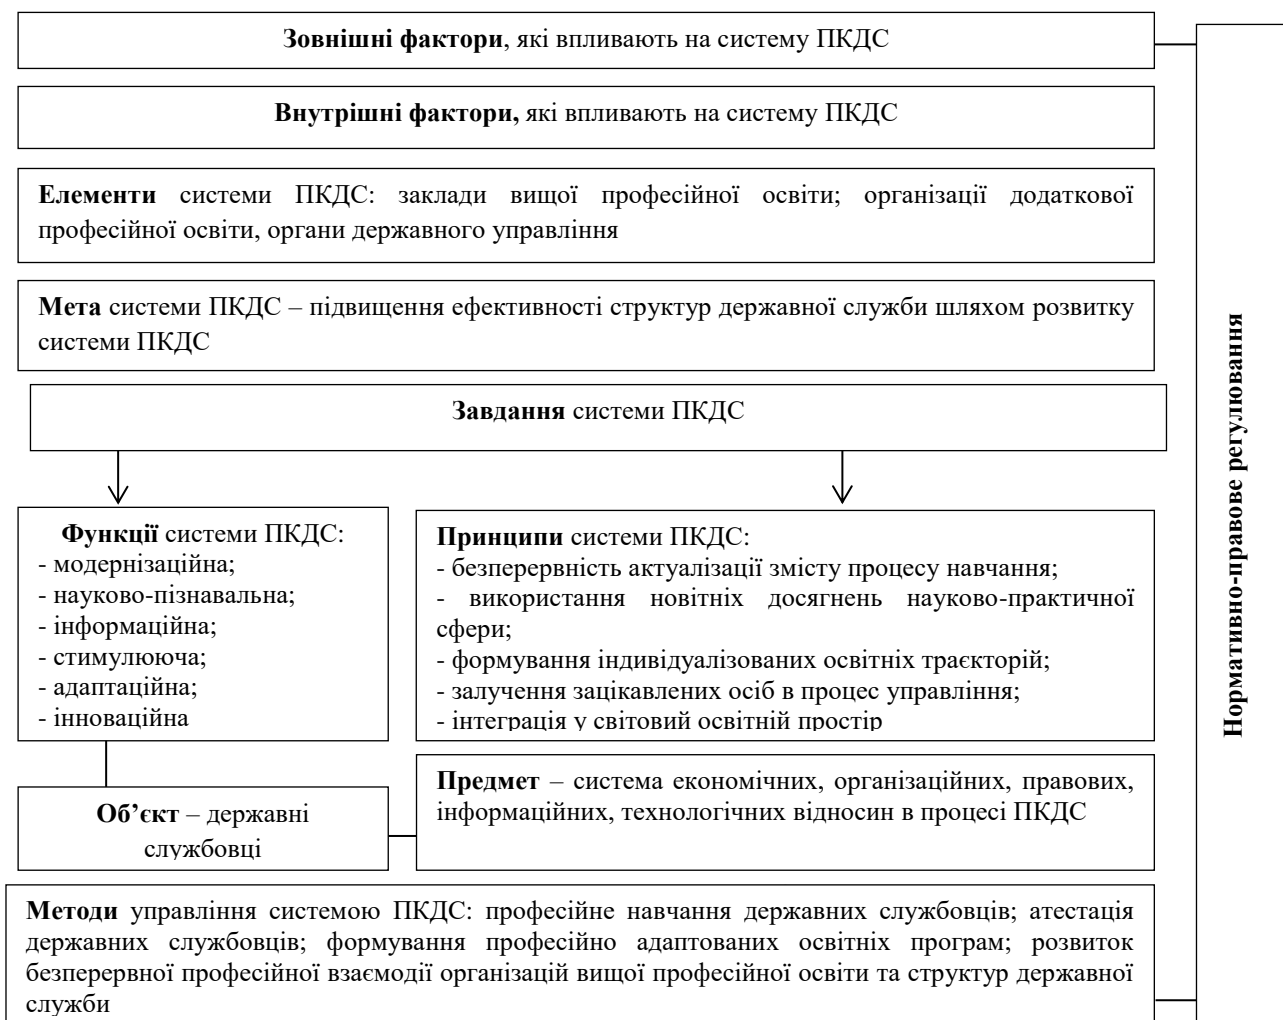 Зовнішні фактори, які впливають на систему ПКДС
Внутрішні фактори, які впливають на систему ПКДС
Елементи системи ПКДС: заклади вищої професійної освіти; організації додаткової
професійної освіти, органи державного управління
Мета системи ПКДС – підвищення ефективності структур державної служби шляхом розвитку
системи ПКДС
Завдання системи ПКДС
Функції системи ПКДС:
- модернізаційна;
- науково-пізнавальна;
- інформаційна;
- стимулююча;
- адаптаційна;
- інноваційна
Принципи системи ПКДС:
- безперервність актуалізації змісту процесу навчання;
- використання новітніх досягнень науково-практичної
сфери;
- формування індивідуалізованих освітніх траєкторій;
- залучення зацікавлених осіб в процес управління;
- інтеграція у світовий освітній простір
Об’єкт – державні
службовці
Предмет – система економічних, організаційних, правових,
інформаційних, технологічних відносин в процесі ПКДС
Методи управління системою ПКДС: професійне навчання державних службовців; атестація
державних службовців; формування професійно адаптованих освітніх програм; розвиток
безперервної професійної взаємодії організацій вищої професійної освіти та структур державної
служби
Нормативно-правове регулювання